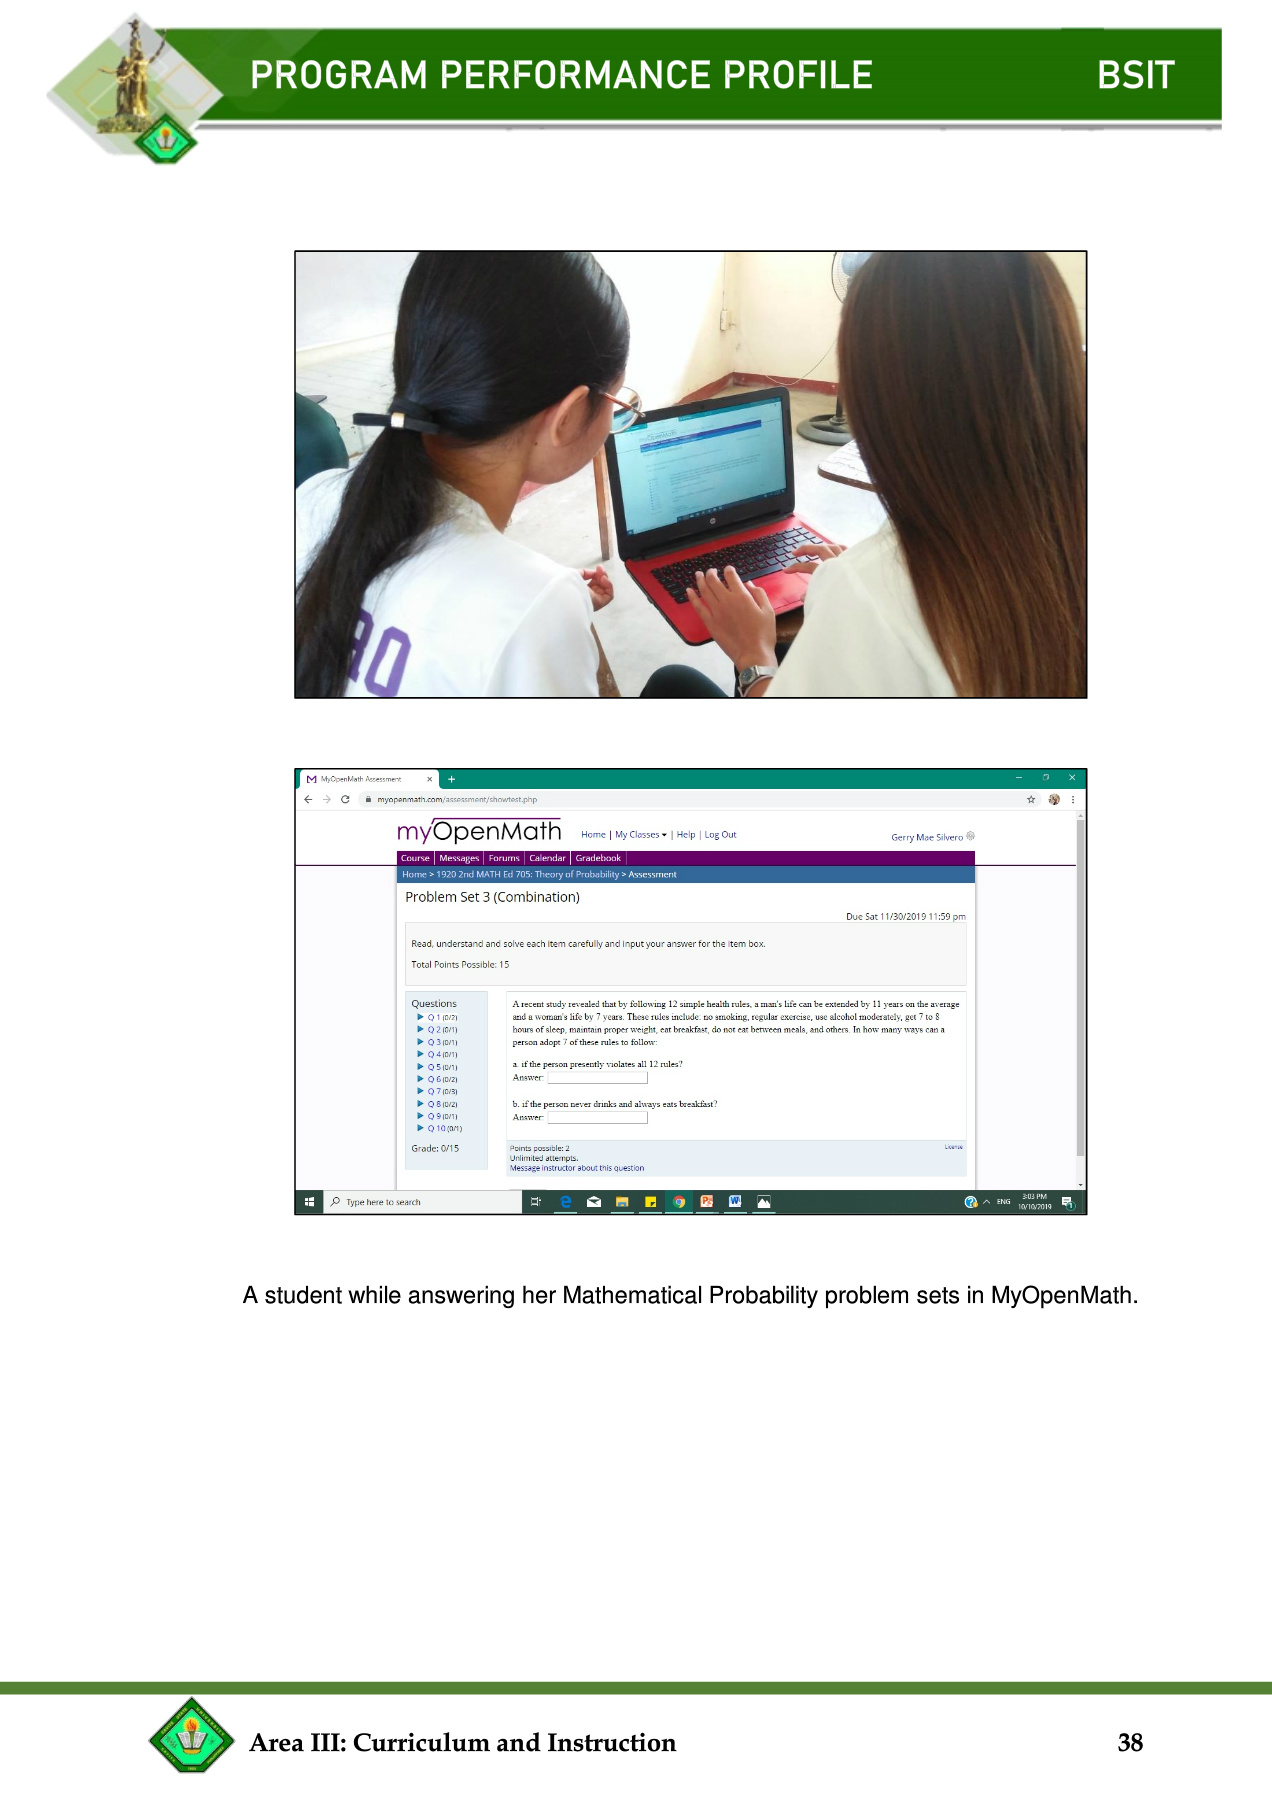 PROGRAM PERFORMANCE PROFILE BSIT
MyOpenMath Assessment
myopenmath.com/assessment/showtest.php
myOpenMath
Home | My Classes | Help | Log Out
Gerry Mae Silvero
Course | Messages | Forums | Calendar | Gradebook
Home > 1920 2nd MATH Ed 705: Theory of Probability > Assessment
Problem Set 3 (Combination)
Due Sat 11/30/2019 11:59 pm
Read, understand and solve each item carefully and input your answer for the item box.
Total Points Possible: 15
Questions
Q 1 (0/2)
Q 2 (0/1)
Q 3 (0/1)
Q 4 (0/1)
Q 5 (0/1)
Q 6 (0/2)
Q 7 (0/3)
Q 8 (0/2)
Q 9 (0/1)
Q 10 (0/1)
Grade: 0/15
A recent study revealed that by following 12 simple health rules, a man's life can be extended by 11 years on the average
and a woman's life by 7 years. These rules include: no smoking, regular exercise, use alcohol moderately, get 7 to 8
hours of sleep, maintain proper weight, eat breakfast, do not eat between meals, and others. In how many ways can a
person adopt 7 of these rules to follow:
a. if the person presently violates all 12 rules?
Answer:
b. if the person never drinks and always eats breakfast?
Answer:
Points possible: 2
License
Unlimited attempts.
Message instructor about this question
Type here to search
ENG
3:03 PM
10/10/2019
A student while answering her Mathematical Probability problem sets in MyOpenMath.
Area III: Curriculum and Instruction 38